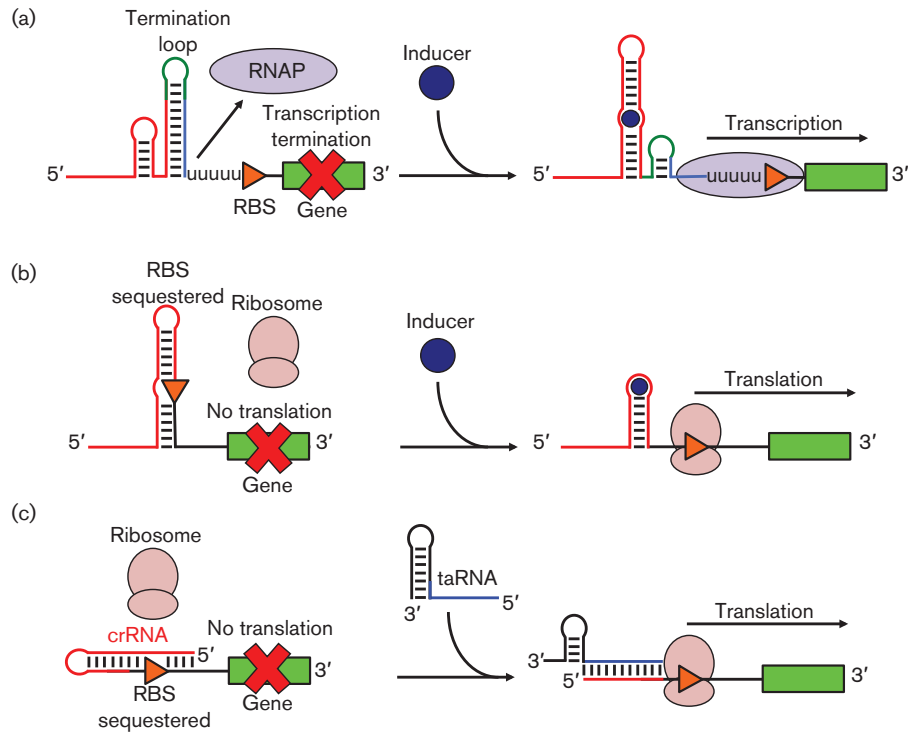 (a)
Termination
loop
RNAP
Transcription
termination
5′
uuuuu
RBS
Gene
3′
Inducer
Transcription
5′
uuuuu
3′
(b)
RBS
sequestered
Ribosome
No translation
5′
Gene
3′
Inducer
Translation
5′
3′
(c)
Ribosome
crRNA
5′
No translation
RBS
sequestered
Gene
3′
taRNA
3′
5′
Translation
3′
5′
3′